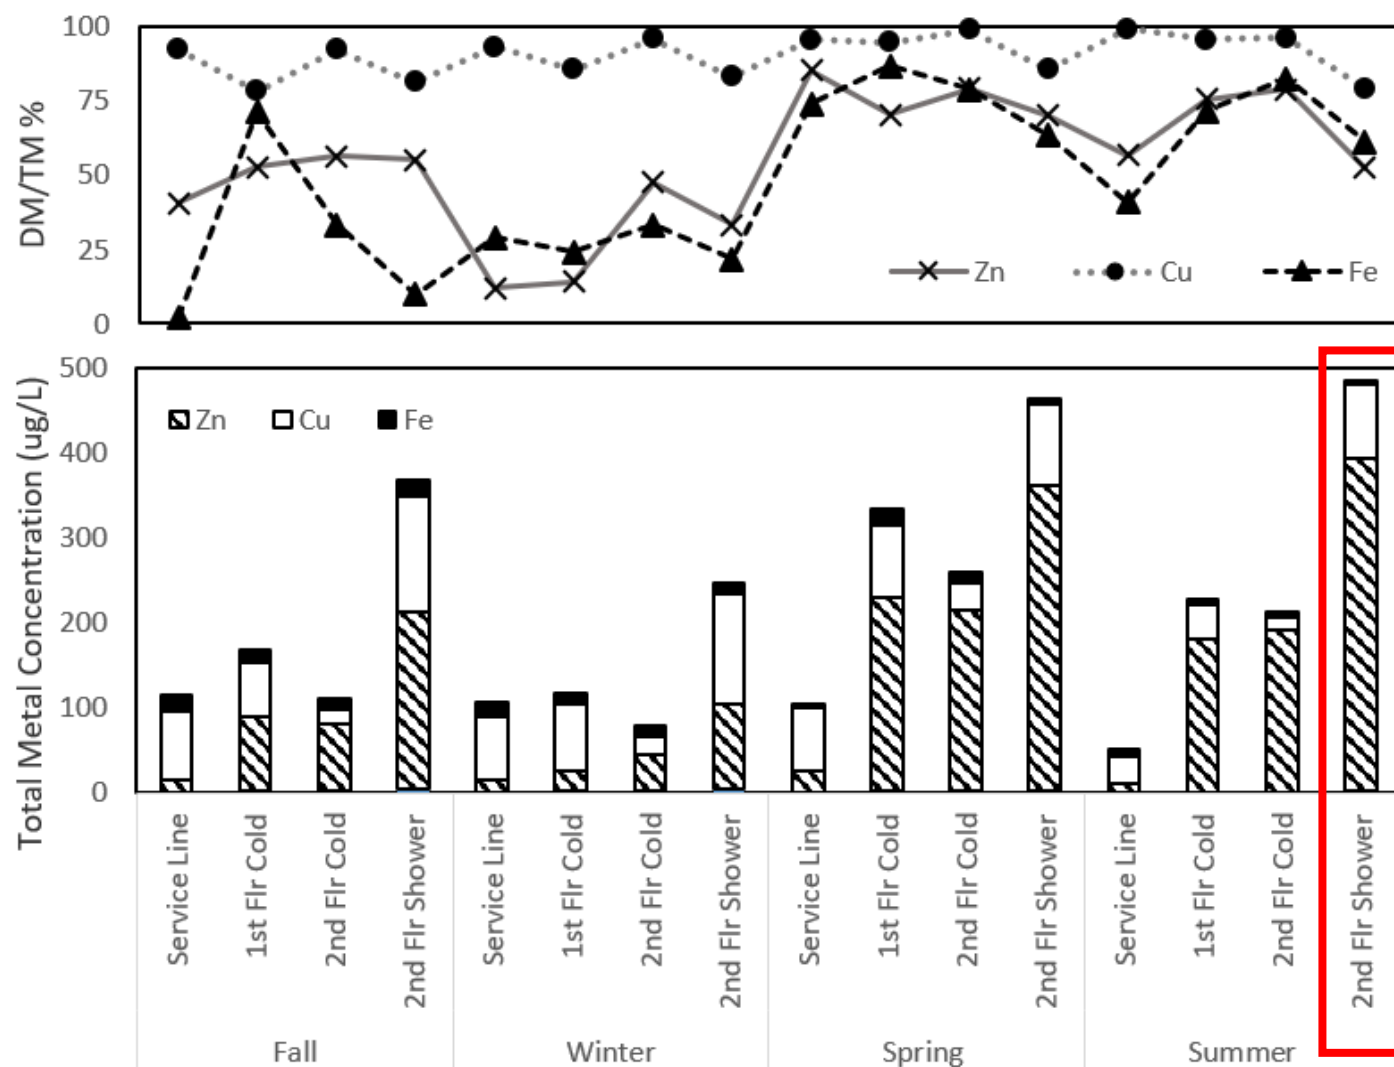 DM/TM %
100
75
50
25
0
Zn Cu Fe
Total Metal Concentration (ug/L)
500
400
300
200
100
0
Zn Cu Fe
Service Line
1st Flr Cold
2nd Flr Cold
2nd Flr Shower
Service Line
1st Flr Cold
2nd Flr Cold
2nd Flr Shower
Service Line
1st Flr Cold
2nd Flr Cold
2nd Flr Shower
Service Line
1st Flr Cold
2nd Flr Cold
2nd Flr Shower
Fall Winter Spring Summer